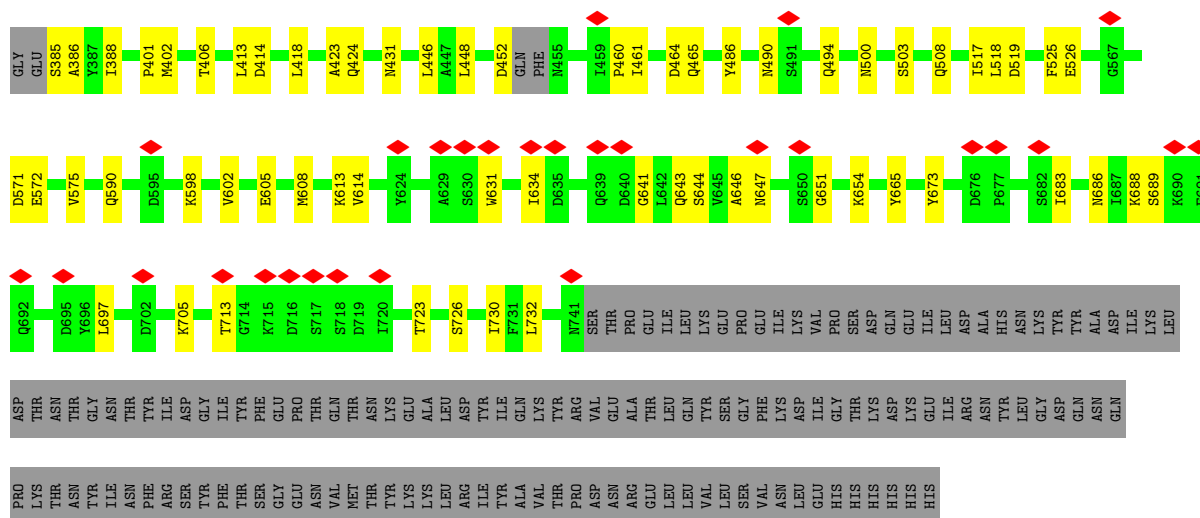 GLY GLU S385 A386 Y387 I388 P401 M402 T406 L413 D414 L418 A423 Q424 N431 L446 A447 L448 D452 GLN PHE N455 I459 P460 I461 D464 Q465 Y486 N490 S491 Q494 N500 S503 Q508 I517 L518 D519 F525 E526 G567
D571 E572 V575 Q590 D595 K598 V602 E605 M608 K613 V614 Y624 A629 S630 W631 I634 D635 Q639 D640 G641 L642 Q643 S644 V645 A646 N647 S650 G651 K654 Y665 Y673 D676 P677 S682 I683 N686 I687 K688 S689 K690
Q692 D695 Y696 L697 D702 K705 T713 G714 K715 D716 S717 S718 D719 I720 T723 S726 I730 F731 L732 N741 SER THR PRO GLU ILE LEU LYS GLU PRO GLU ILE LYS VAL PRO SER ASP GLN GLU ILE LEU ASP ALA HIS ASN LYS TYR TYR ALA ASP ILE LYS LEU
ASP THR ASN THR GLY ASN THR TYR ILE ASP GLY ILE TYR PHE GLU PRO THR GLN THR ASN LYS GLU ALA LEU ASP TYR ILE GLN LYS TYR ARG VAL GLU ALA THR LEU GLN TYR SER GLY PHE LYS ASP ILE GLY THR LYS ASP LYS GLU ILE ARG ASN TYR LEU GLY ASP GLN ASN GLN
PRO LYS THR ASN TYR ILE ASN PHE ARG SER TYR PHE THR SER GLY GLU ASN VAL MET THR TYR LYS LYS LEU ARG ILE TYR ALA VAL THR PRO ASP ASN ARG GLU LEU LEU VAL LEU SER VAL ASN LEU GLU HIS HIS HIS HIS HIS HIS